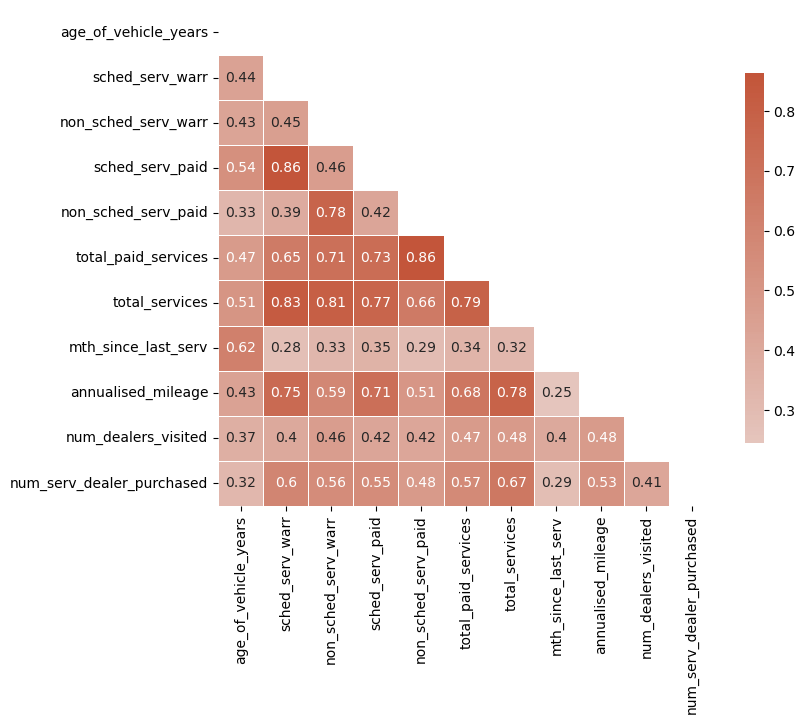 age_of_vehicle_years
sched_serv_warr 0.44
non_sched_serv_warr 0.43 0.45
sched_serv_paid 0.54 0.86 0.46
non_sched_serv_paid 0.33 0.39 0.78 0.42
total_paid_services 0.47 0.65 0.71 0.73 0.86
total_services 0.51 0.83 0.81 0.77 0.66 0.79
mth_since_last_serv 0.62 0.28 0.33 0.35 0.29 0.34 0.32
annualised_mileage 0.43 0.75 0.59 0.71 0.51 0.68 0.78 0.25
num_dealers_visited 0.37 0.4 0.46 0.42 0.42 0.47 0.48 0.4 0.48
num_serv_dealer_purchased 0.32 0.6 0.56 0.55 0.48 0.57 0.67 0.29 0.53 0.41
age_of_vehicle_years
sched_serv_warr
non_sched_serv_warr
sched_serv_paid
non_sched_serv_paid
total_paid_services
total_services
mth_since_last_serv
annualised_mileage
num_dealers_visited
num_serv_dealer_purchased
0.8
0.7
0.6
0.5
0.4
0.3